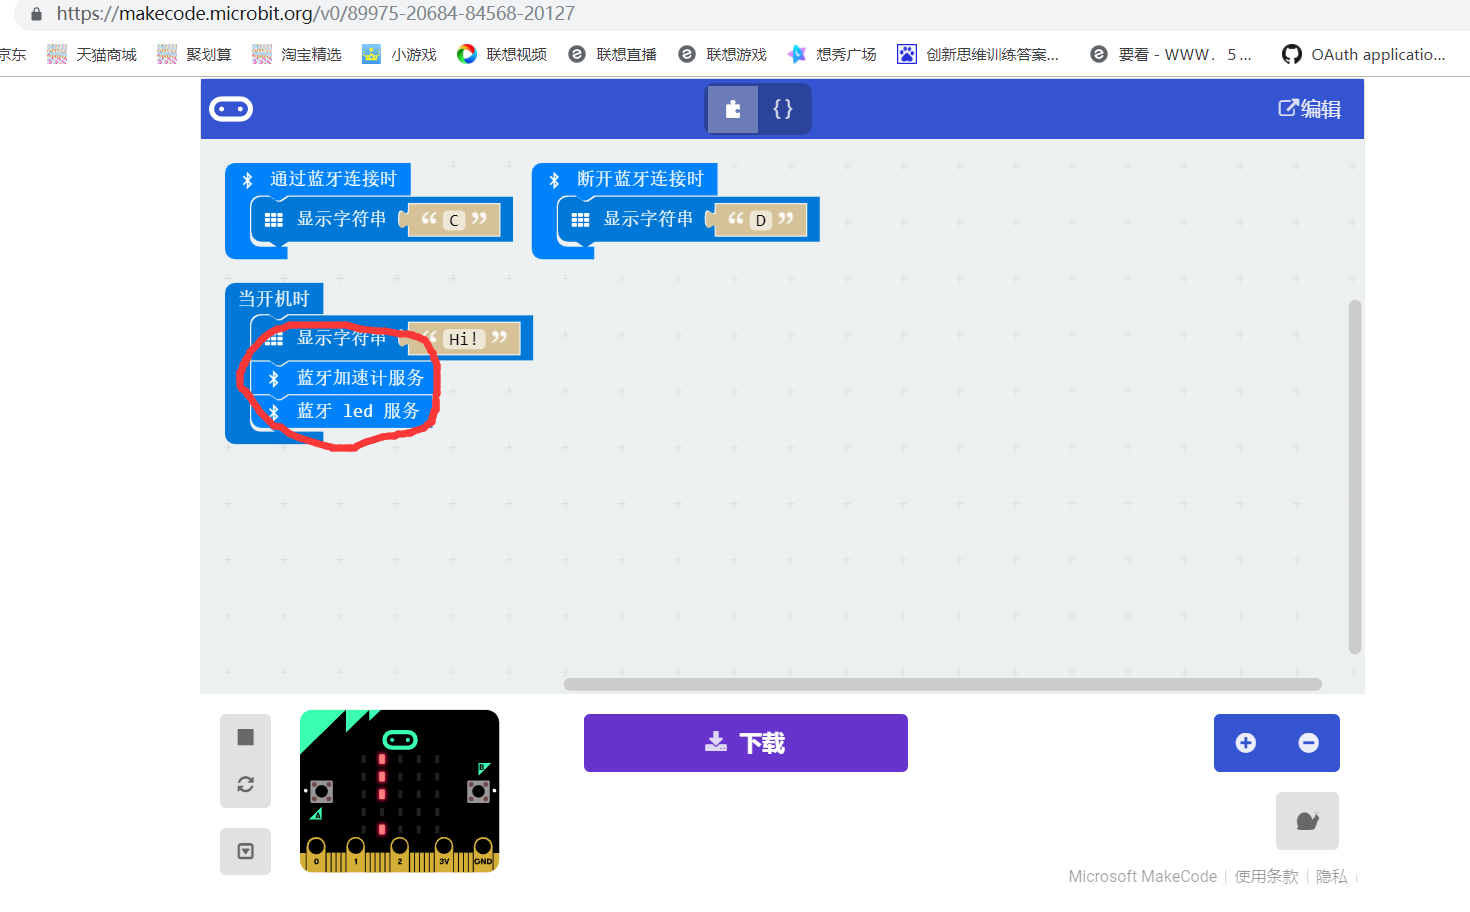 https://makecode.microbit.org/v0/89975-20684-84568-20127
京东 天猫商城 聚划算 淘宝精选 小游戏 联想视频 联想直播 联想游戏 想秀广场 创新思维训练答案... 要看 - WWW．5 ... OAuth applicatio...
{} 编辑
通过蓝牙连接时 断开蓝牙连接时
显示字符串 “ C ” 显示字符串 “ D ”
当开机时
显示字符串 “ Hi! ”
蓝牙加速计服务
蓝牙 led 服务
下载
B
A
0 1 2 3V GND
Microsoft MakeCode | 使用条款 | 隐私